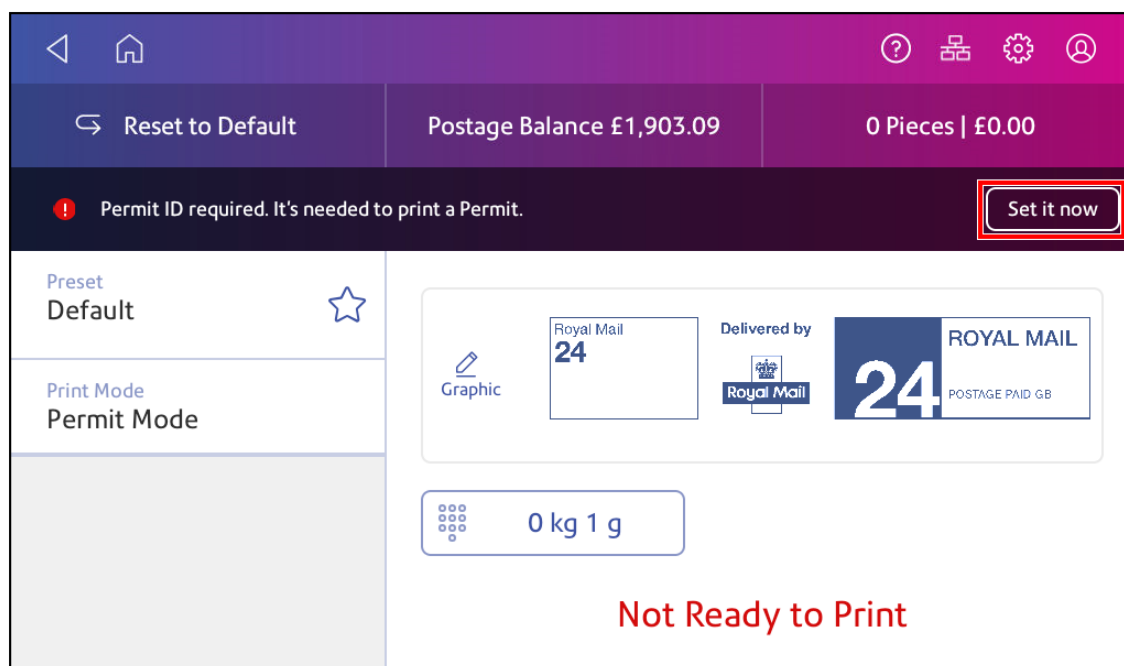 Reset to Default
Postage Balance £1,903.09
0 Pieces | £0.00
Permit ID required. It's needed to print a Permit.
Set it now
Preset
Default
Print Mode
Permit Mode
Graphic
Royal Mail
24
Delivered by
Royal Mail
24
ROYAL MAIL
POSTAGE PAID GB
0 kg 1 g
Not Ready to Print